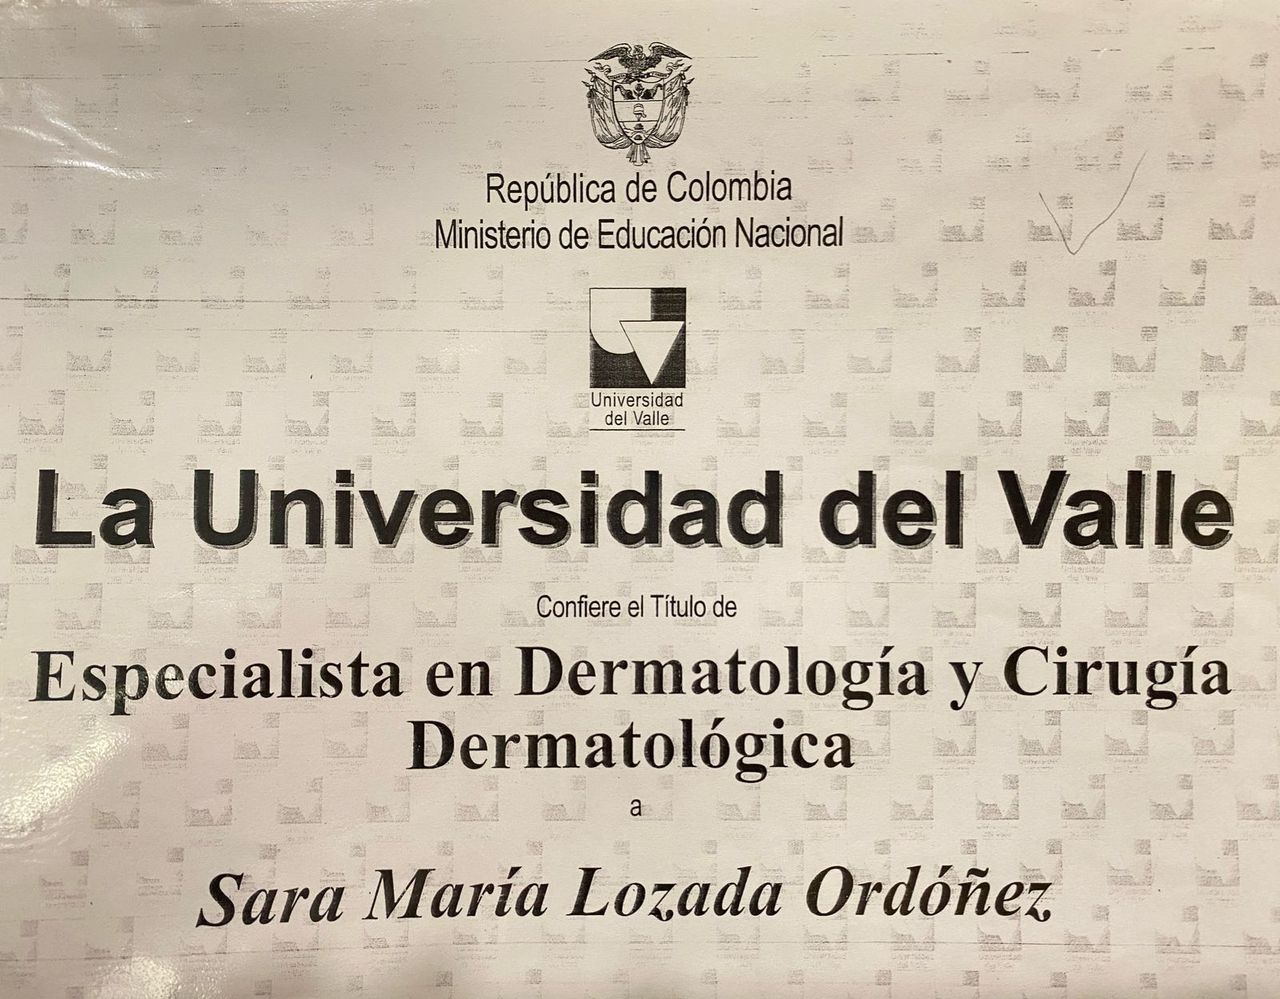 República de Colombia
Ministerio de Educación Nacional
Universidad
del Valle
La Universidad del Valle
Confiere el Título de
Especialista en Dermatología y Cirugía
Dermatológica
a
Sara María Lozada Ordóñez